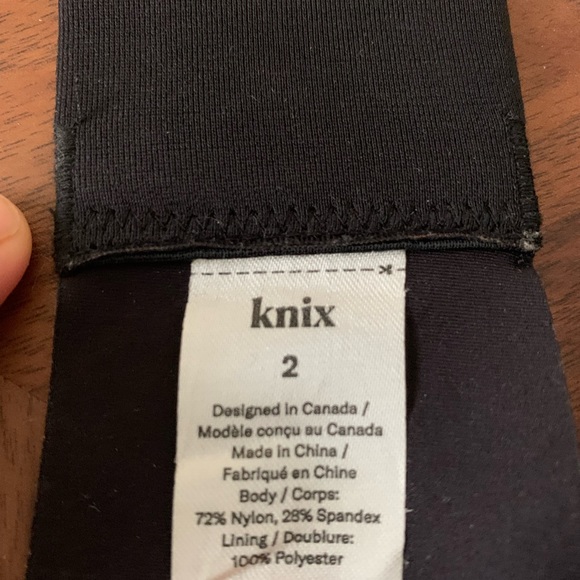 knix
2
Designed in Canada /
Modèle conçu au Canada
Made in China /
Fabriqué en Chine
Body / Corps:
72% Nylon, 28% Spandex
Lining / Doublure:
100% Polyester